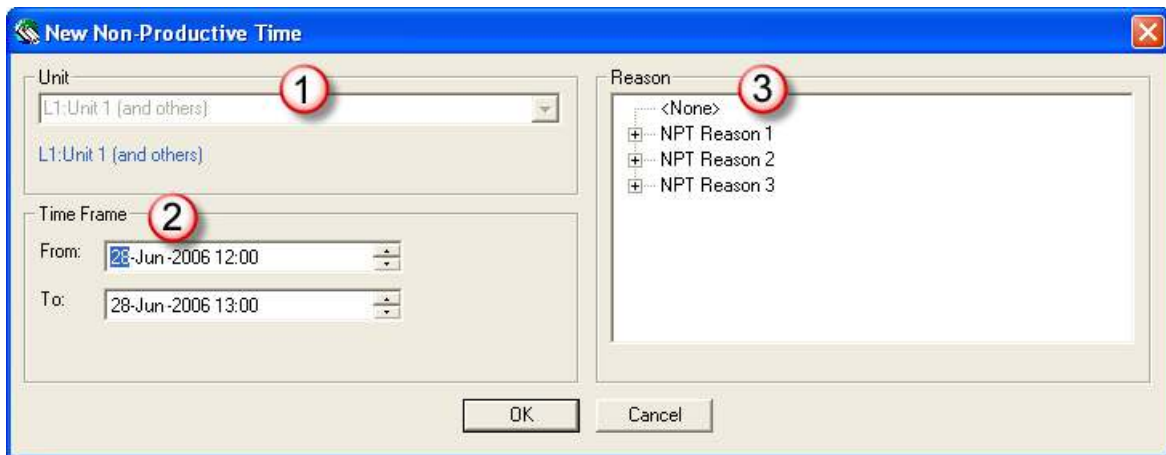 New Non-Productive Time
Unit
1
L1:Unit 1 (and others)
L1:Unit 1 (and others)
Time Frame
2
From: 28-Jun-2006 12:00
To: 28-Jun-2006 13:00
Reason
3
<None>
NPT Reason 1
NPT Reason 2
NPT Reason 3
OK
Cancel